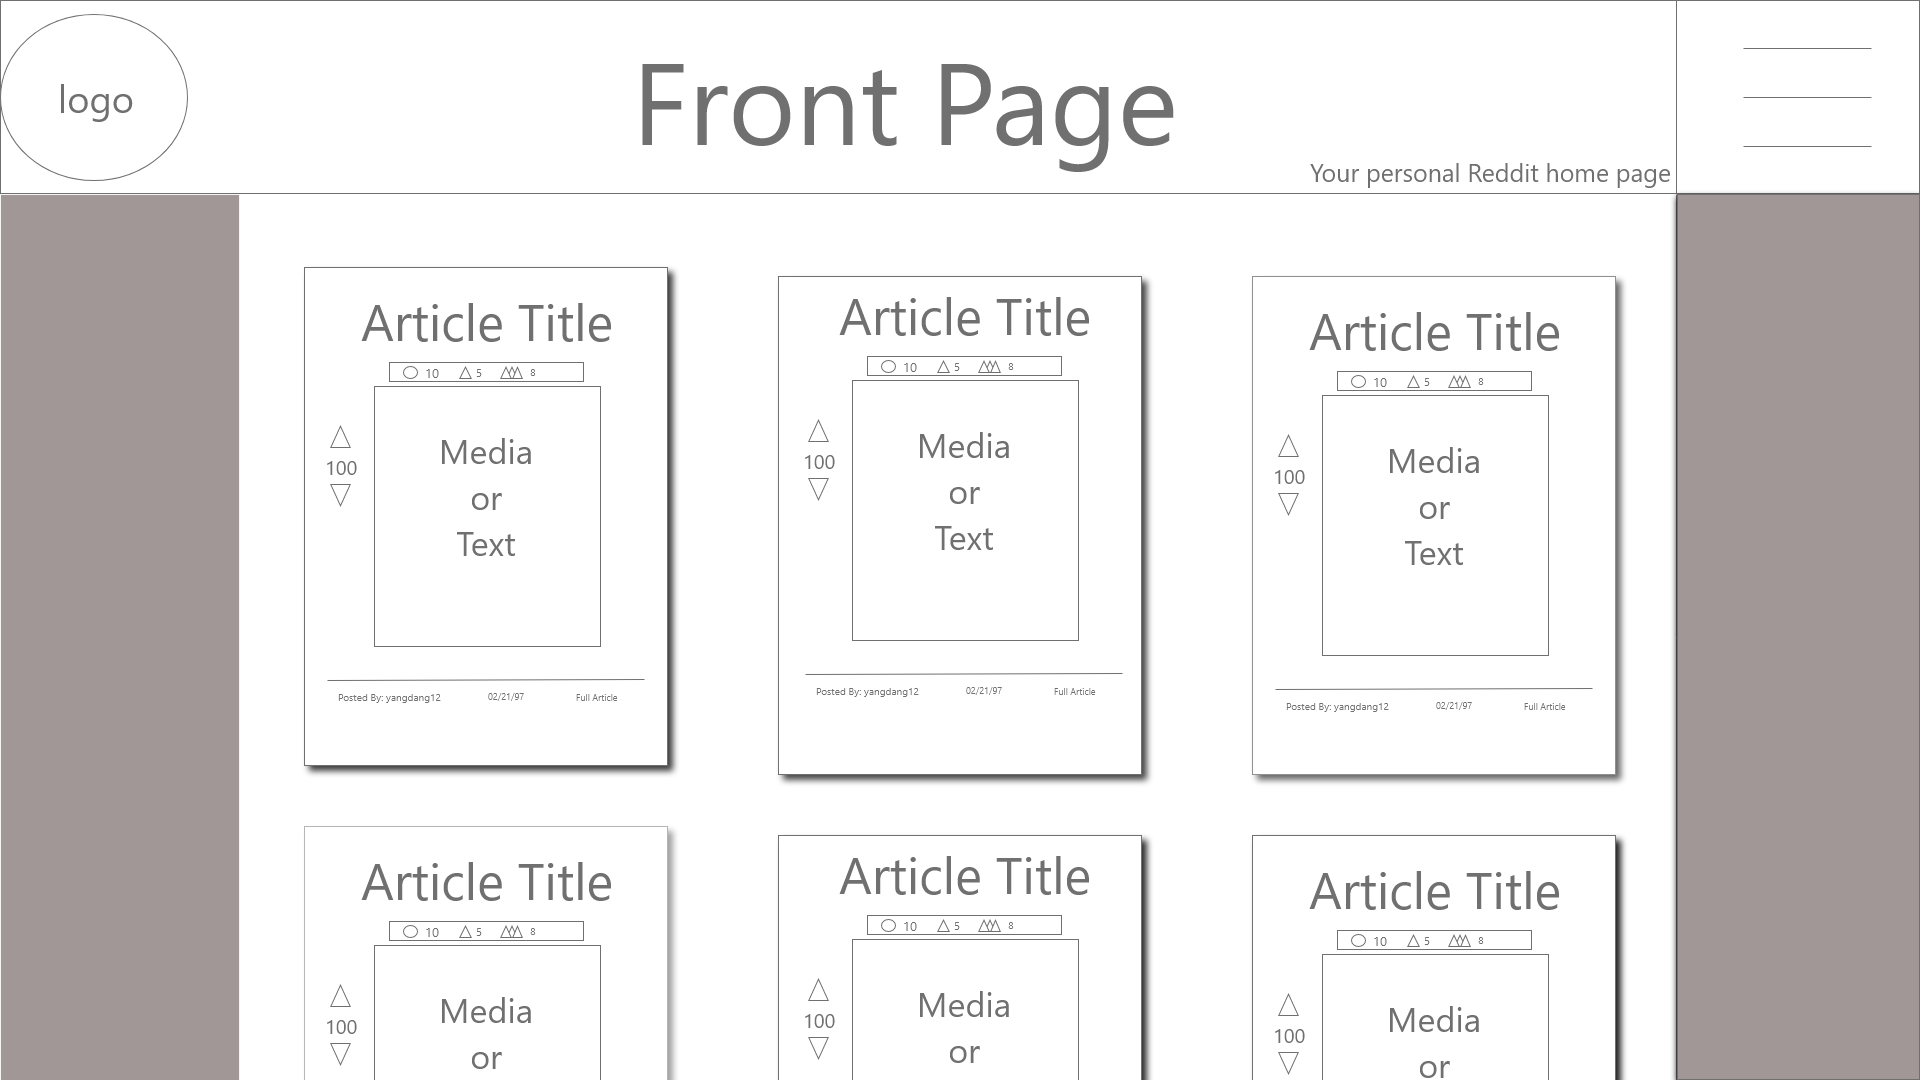 logo
Front Page
Your personal Reddit home page
Article Title
10 5 8
100
Media
or
Text
Posted By: yangdang12 02/21/97 Full Article
Article Title
10 5 8
100
Media
or
Text
Posted By: yangdang12 02/21/97 Full Article
Article Title
10 5 8
100
Media
or
Text
Posted By: yangdang12 02/21/97 Full Article
Article Title
10 5 8
Media
100
or
Article Title
10 5 8
Media
100
or
Article Title
10 5 8
Media
100
or